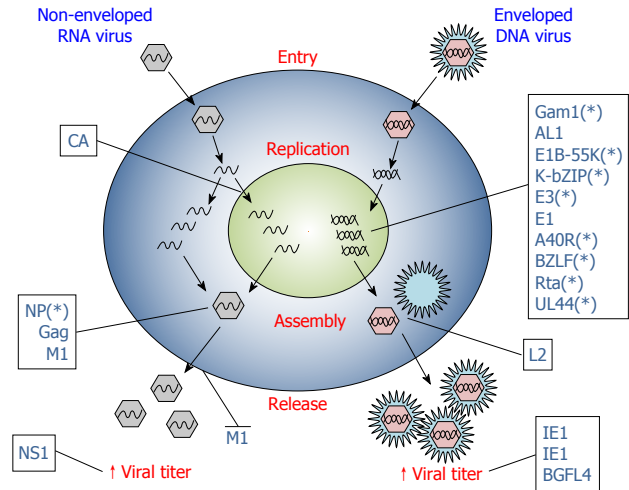 Non-enveloped
RNA virus
Enveloped
DNA virus
Entry
CA
Replication
Gam1(*)
AL1
E1B-55K(*)
K-bZIP(*)
E3(*)
E1
A40R(*)
BZLF(*)
Rta(*)
UL44(*)
NP(*)
Gag
M1
Assembly
L2
Release
M1
NS1
↑ Viral titer
↑ Viral titer
IE1
IE1
BGFL4